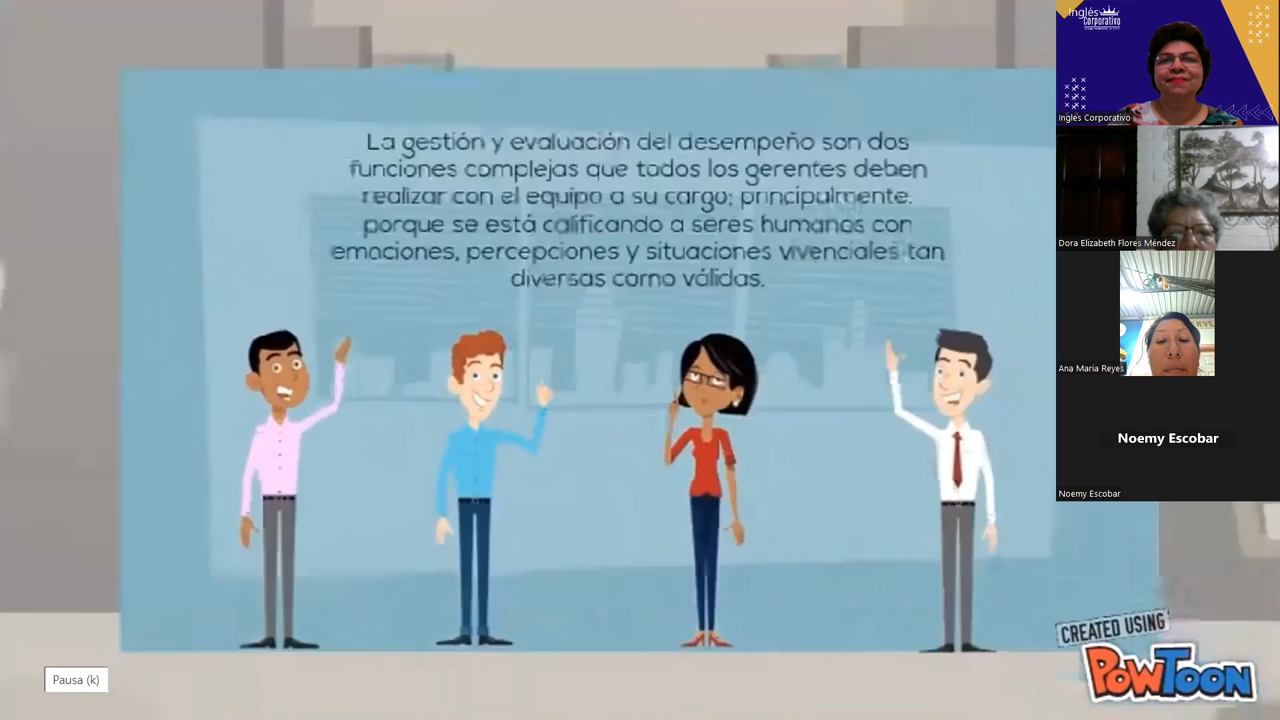 La gestión y evaluación del desempeño son dos
funciones complejas que todos los gerentes deben
realizar con el equipo a su cargo; principalmente.
porque se está calificando a seres humanos con
emociones, percepciones y situaciones vivenciales tan
diversas como válidas.
Pausa (k)
CREATED USING
POWTOON
Inglés
Corporativo
Inglés Corporativo
Dora Elizabeth Flores Méndez
Ana Maria Reyes
Noemy Escobar
Noemy Escobar